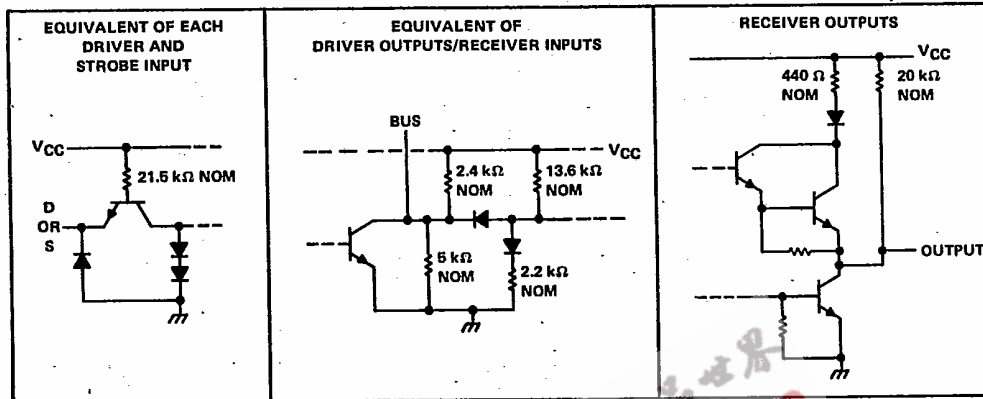 EQUIVALENT OF EACH
DRIVER AND
STROBE INPUT
VCC
21.5 kΩ NOM
D
OR
S
EQUIVALENT OF
DRIVER OUTPUTS/RECEIVER INPUTS
BUS
VCC
2.4 kΩ
NOM
13.6 kΩ
NOM
5 kΩ
NOM
2.2 kΩ
NOM
RECEIVER OUTPUTS
VCC
440 Ω
NOM
20 kΩ
NOM
OUTPUT